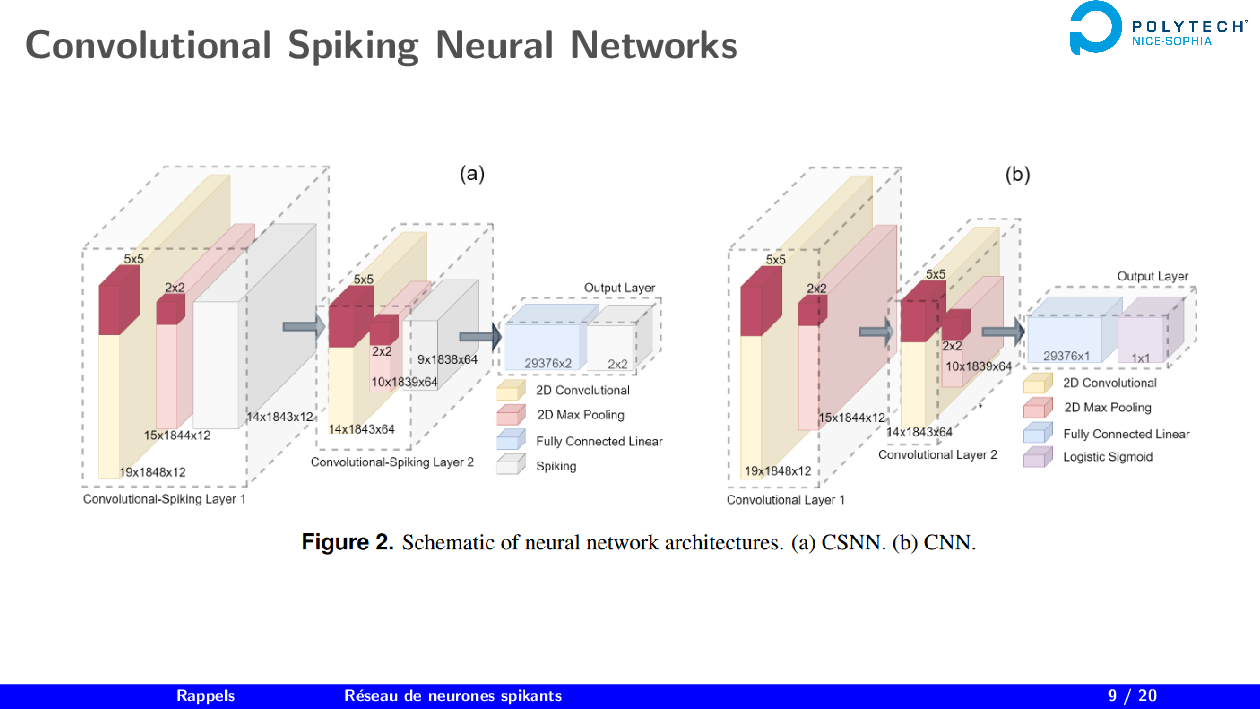 Convolutional Spiking Neural Networks
POLYTECH
NICE-SOPHIA
(a)
5x5
2x2
14x1843x12
15x1844x12
19x1848x12
Convolutional-Spiking Layer 1
5x5
2x2
9x1838x64
10x1839x64
14x1843x64
Convolutional-Spiking Layer 2
Output Layer
29376x2
2x2
2D Convolutional
2D Max Pooling
Fully Connected Linear
Spiking
(b)
5x5
2x2
15x1844x12
19x1848x12
Convolutional Layer 1
5x5
2x2
10x1839x64
14x1843x64
Convolutional Layer 2
Output Layer
29376x1
1x1
2D Convolutional
2D Max Pooling
Fully Connected Linear
Logistic Sigmoid
Figure 2. Schematic of neural network architectures. (a) CSNN. (b) CNN.
Rappels Réseau de neurones spikants 9 / 20